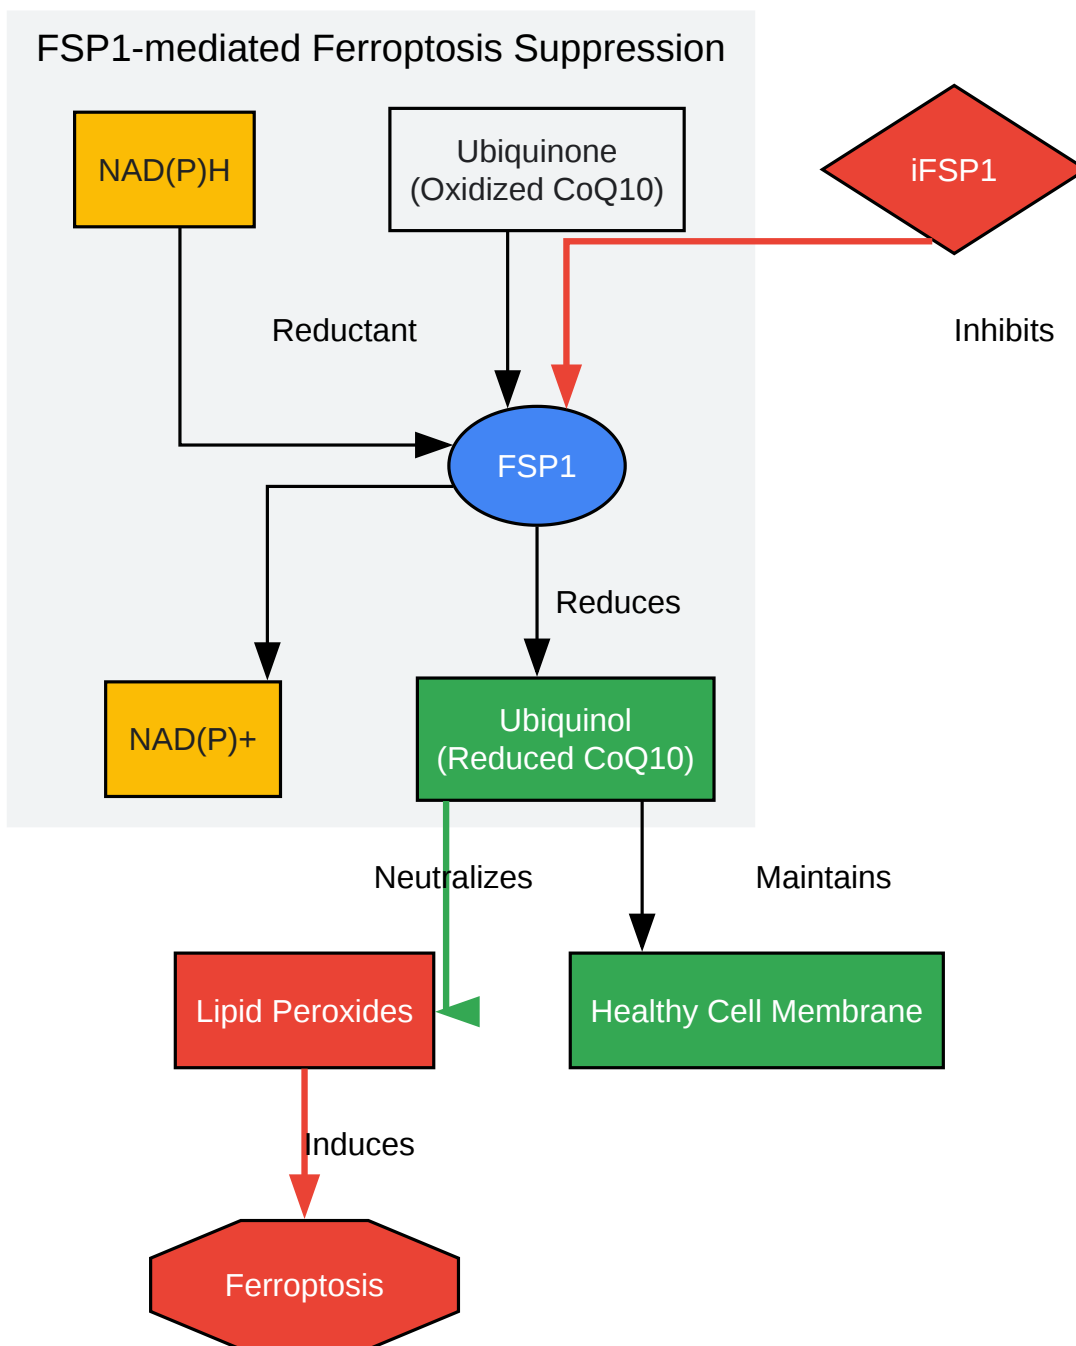 FSP1-mediated Ferroptosis Suppression
NAD(P)H
Ubiquinone
(Oxidized CoQ10)
iFSP1
Reductant
Inhibits
FSP1
Reduces
NAD(P)+
Ubiquinol
(Reduced CoQ10)
Neutralizes
Maintains
Lipid Peroxides
Healthy Cell Membrane
Induces
Ferroptosis